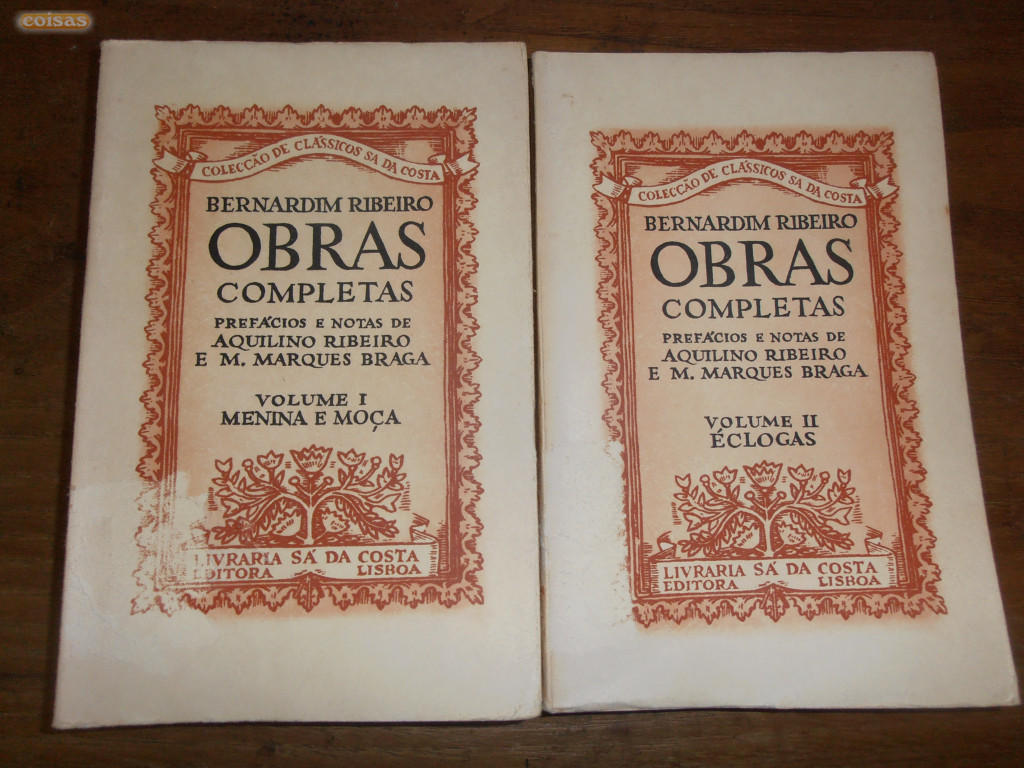 coisas
COLECÇÃO DE CLÁSSICOS SÁ DA COSTA
BERNARDIM RIBEIRO
OBRAS
COMPLETAS
PREFÁCIOS E NOTAS DE
AQUILINO RIBEIRO
E M. MARQUES BRAGA
VOLUME I
MENINA E MOÇA
LIVRARIA SÁ DA COSTA
EDITORA LISBOA
COLECÇÃO DE CLÁSSICOS SÁ DA COSTA
BERNARDIM RIBEIRO
OBRAS
COMPLETAS
PREFÁCIOS E NOTAS DE
AQUILINO RIBEIRO
E M. MARQUES BRAGA
VOLUME II
ÉCLOGAS
LIVRARIA SÁ DA COSTA
EDITORA LISBOA